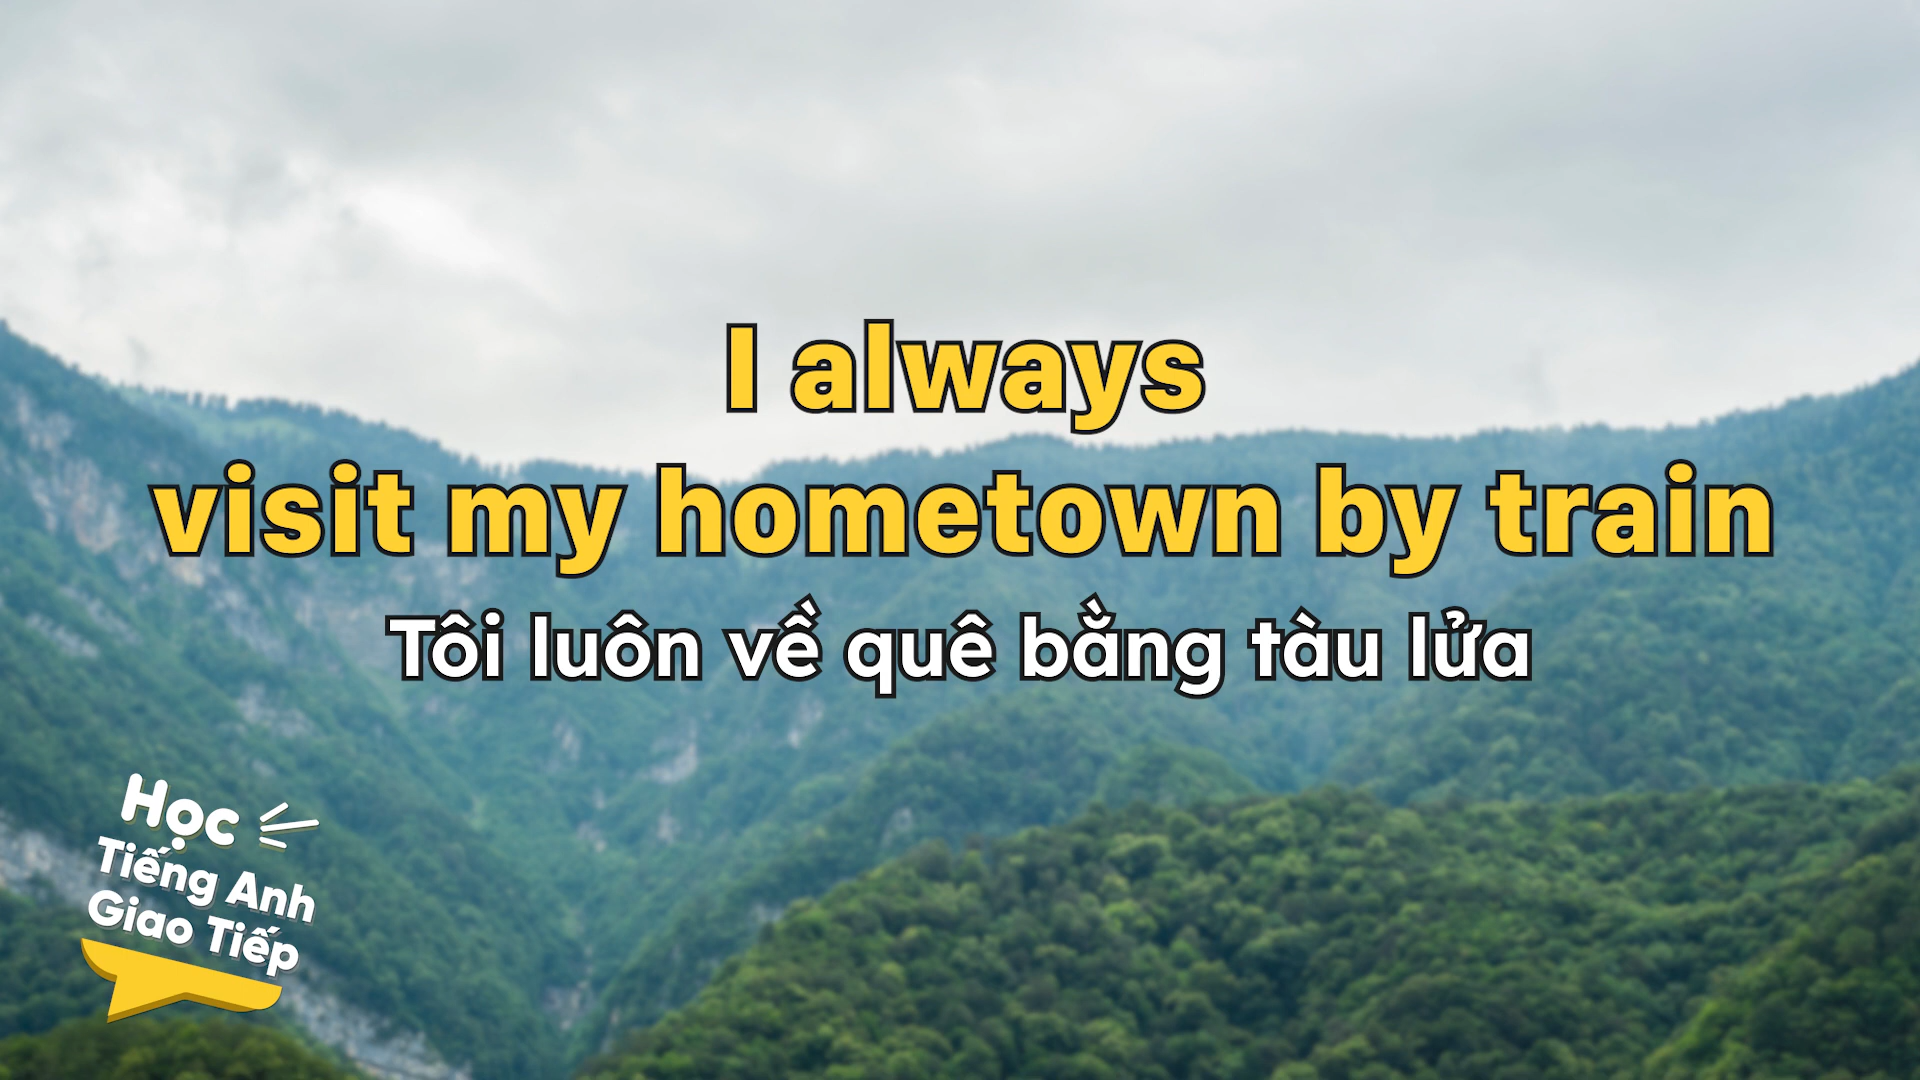 I always
visit my hometown by train
Tôi luôn về quê bằng tàu lửa
Học
Tiếng Anh
Giao Tiếp